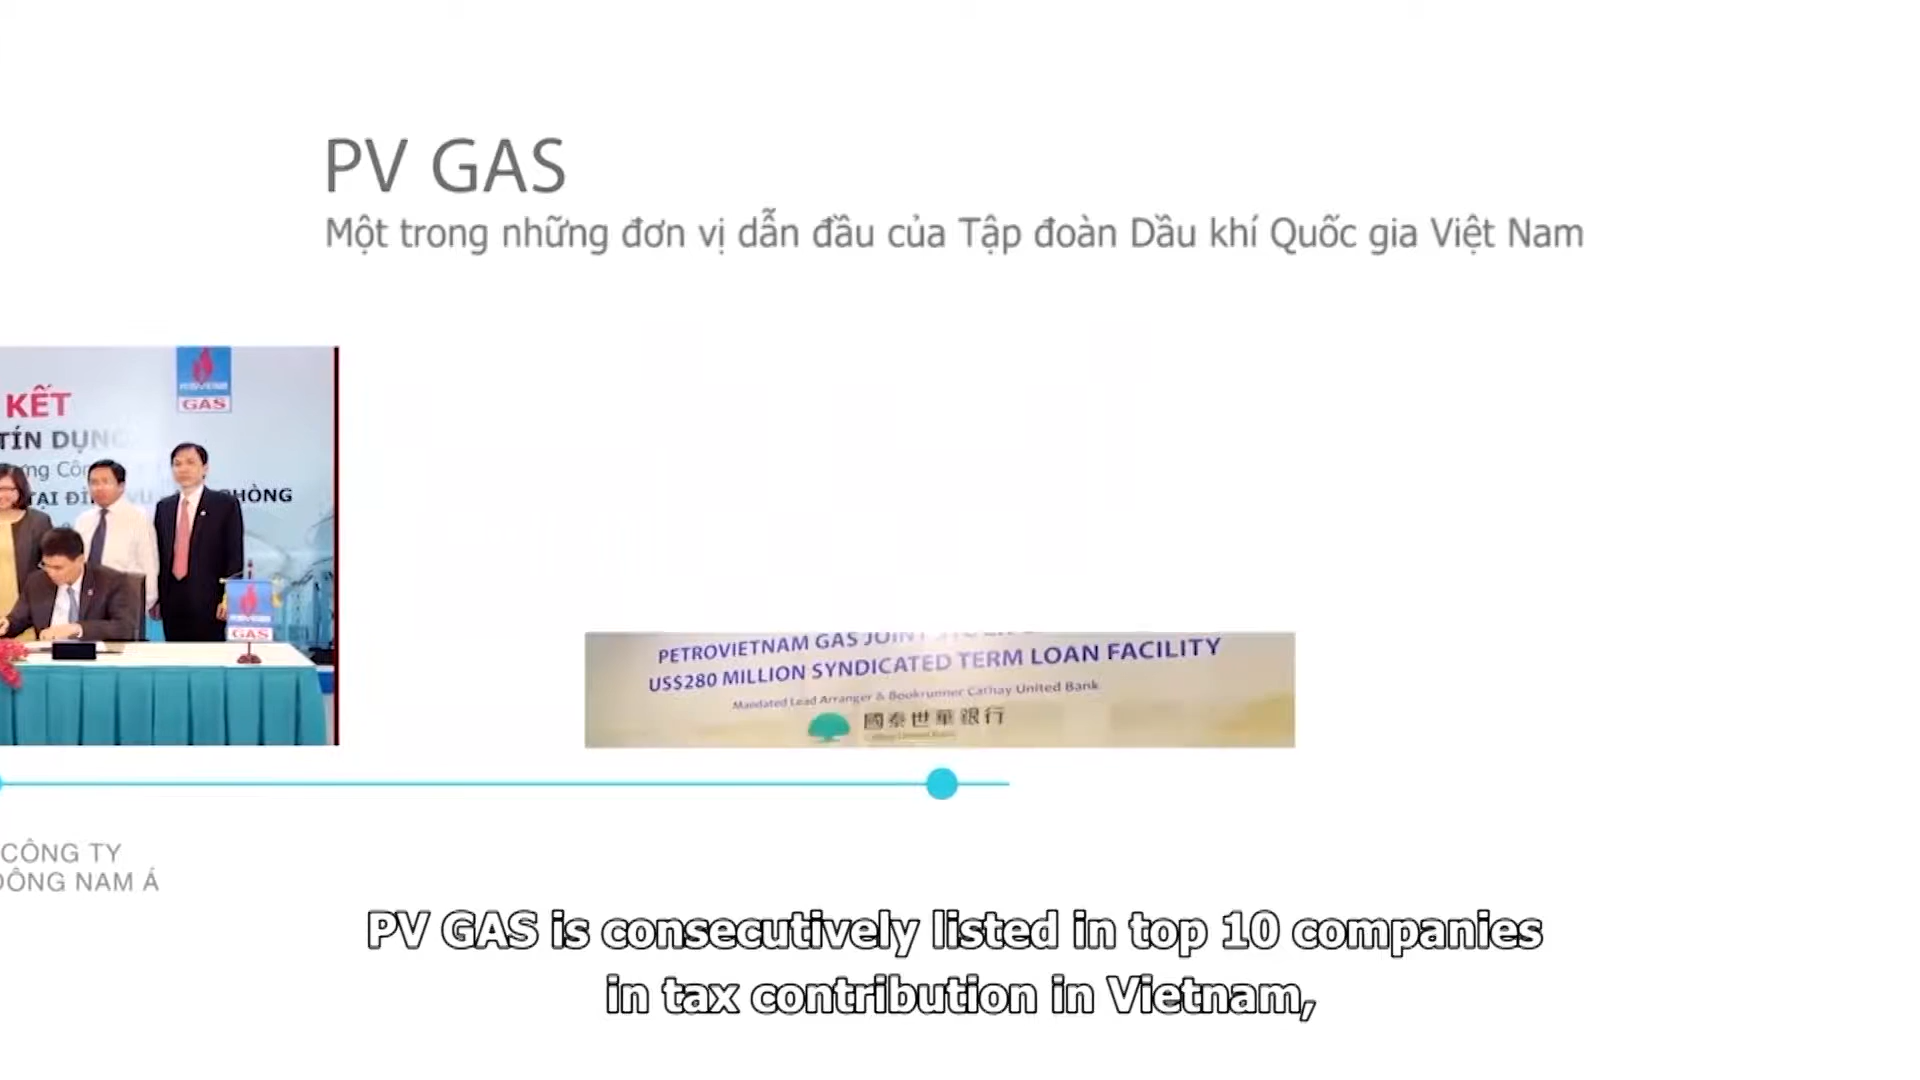 PV GAS
Một trong những đơn vị dẫn đầu của Tập đoàn Dầu khí Quốc gia Việt Nam
GAS
KẾT
TÍN DỤNG
TẠI
PHÒNG
GAS
PETROVIETNAM GAS JOINT
US$280 MILLION SYNDICATED TERM LOAN FACILITY
Mandated Lead Arranger & Bookrunner Cathay United Bank
國泰世華銀行
CÔNG TY
ĐÔNG NAM Á
PV GAS is consecutively listed in top 10 companies
in tax contribution in Vietnam,